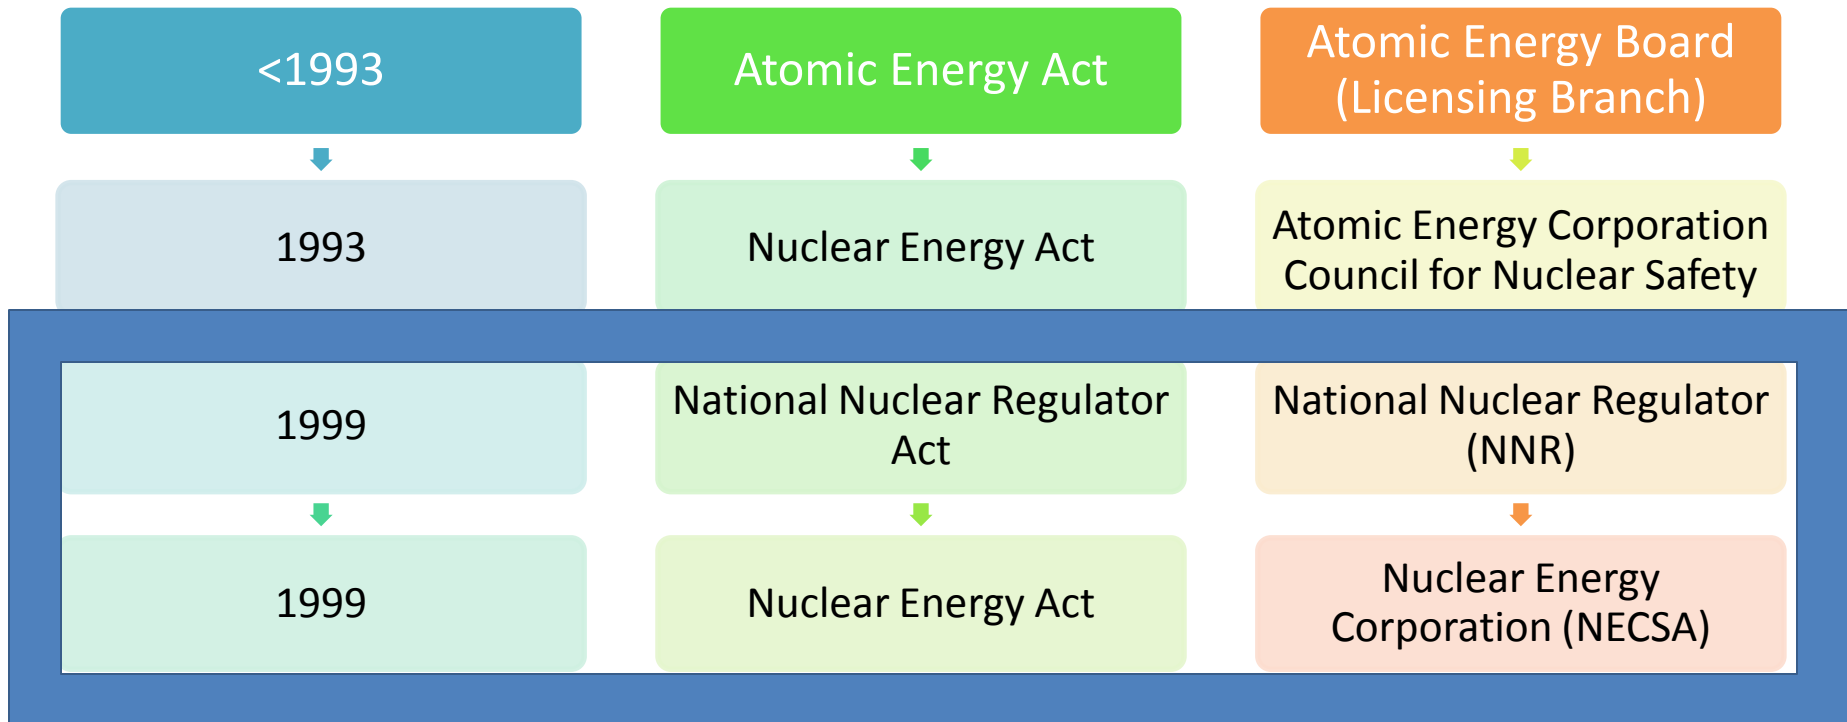 <1993
Atomic Energy Act
Atomic Energy Board
(Licensing Branch)
1993
Nuclear Energy Act
Atomic Energy Corporation
Council for Nuclear Safety
1999
National Nuclear Regulator
Act
National Nuclear Regulator
(NNR)
1999
Nuclear Energy Act
Nuclear Energy
Corporation (NECSA)